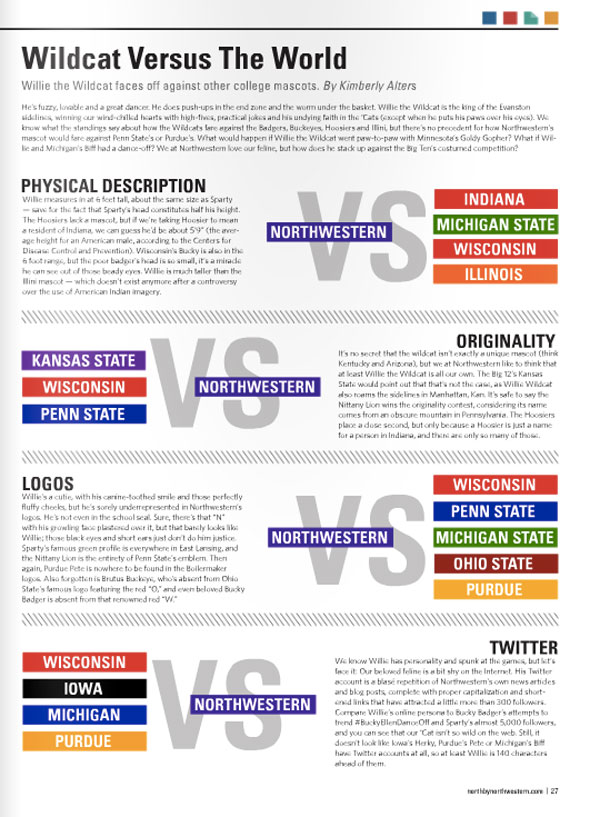 Wildcat Versus The World
Willie the Wildcat faces off against other college mascots. By Kimberly Alters
He's fuzzy, lovable and a great dancer. He does push-ups in the end zone and the worm under the basket. Willie the Wildcat is the king of the Evanston
sidelines, winning our wind-chilled hearts with high-fives, practical jokes and his undying faith in the 'Cats (except when he puts his paws over his eyes). We
know what the standings say about how the Wildcats fare against the Badgers, Buckeyes, Hoosiers and Illini, but there's no precedent for how Northwestern's
mascot would fare against Penn State's or Purdue's. What would happen if Willie the Wildcat went paw-to-paw with Minnesota's Goldy Gopher? What if Wil-
lie and Michigan's Biff had a dance-off? We at Northwestern love our feline, but how does he stack up against the Big Ten's costumed competition?
PHYSICAL DESCRIPTION
Willie measures in at 6 feet tall, about the same size as Sparty
— save for the fact that Sparty's head constitutes half his height.
The Hoosiers lack a mascot, but if we're taking Hoosier to mean
a resident of Indiana, we can guess he'd be about 5'9" (the aver-
age height for an American male, according to the Centers for
Disease Control and Prevention). Wisconsin's Bucky is also in the
6 foot range, but the poor badger's head is so small, it's a miracle
he can see out of those beady eyes. Willie is much taller than the
Illini mascot — which doesn't exist anymore after a controversy
over the use of American Indian imagery.
VS
NORTHWESTERN
INDIANA
MICHIGAN STATE
WISCONSIN
ILLINOIS
KANSAS STATE
WISCONSIN
PENN STATE
VS
NORTHWESTERN
ORIGINALITY
It's no secret that the wildcat isn't exactly a unique mascot (think
Kentucky and Arizona), but we at Northwestern like to think that
at least Willie the Wildcat is all our own. The Big 12's Kansas
State would point out that that's not the case, as Willie Wildcat
also roams the sidelines in Manhattan, Kan. It's safe to say the
Nittany Lion wins the originality contest, considering its name
comes from an obscure mountain in Pennsylvania. The Hoosiers
place a close second, but only because a Hoosier is just a name
for a person in Indiana, and there are only so many of those.
LOGOS
Willie's a cutie, with his canine-toothed smile and those perfectly
fluffy cheeks, but he's sorely underrepresented in Northwestern's
logos. He's not even in the school seal. Sure, there's that "N"
with his growling face plastered over it, but that barely looks like
Willie; those black eyes and short ears just don't do him justice.
Sparty's famous green profile is everywhere in East Lansing, and
the Nittany Lion is the entirety of Penn State's emblem. Then
again, Purdue Pete is nowhere to be found in the Boilermaker
logos. Also forgotten is Brutus Buckeye, who's absent from Ohio
State's famous logo featuring the red "O," and even beloved Bucky
Badger is absent from that renowned red "W."
VS
NORTHWESTERN
WISCONSIN
PENN STATE
MICHIGAN STATE
OHIO STATE
PURDUE
WISCONSIN
IOWA
MICHIGAN
PURDUE
VS
NORTHWESTERN
TWITTER
We know Willie has personality and spunk at the games, but let's
face it: Our beloved feline is a bit shy on the Internet. His Twitter
account is a blasé repetition of Northwestern's own news articles
and blog posts, complete with proper capitalization and short-
ened links that have attracted a little more than 300 followers.
Compare Willie's online persona to Bucky Badger's attempts to
trend #BuckyEllenDanceOff and Sparty's almost 5,000 followers,
and you can see that our 'Cat isn't so wild on the web. Still, it
doesn't look like Iowa's Herky, Purdue's Pete or Michigan's Biff
have Twitter accounts at all, so at least Willie is 140 characters
ahead of them.
northbynorthwestern.com | 27